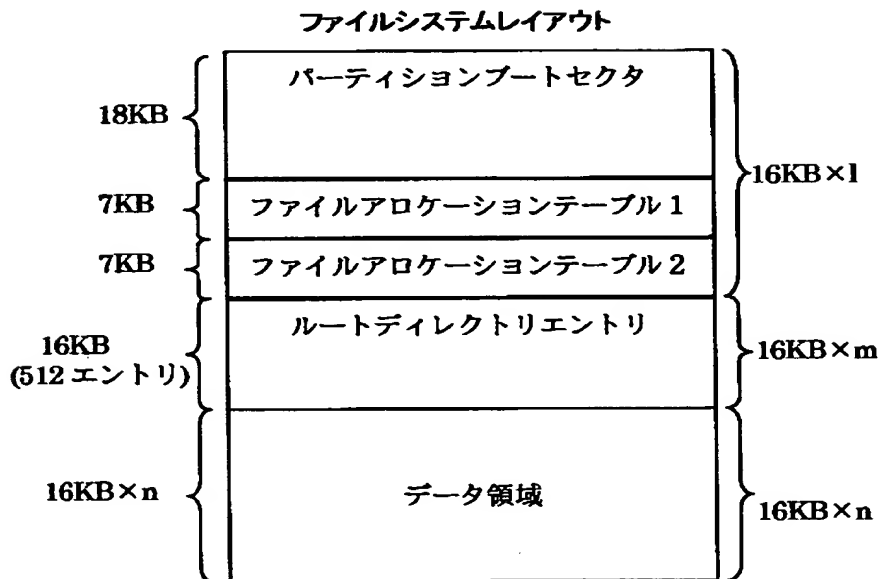 ファイルシステムレイアウト
パーティションブートセクタ
18KB
16KB×l
7KB
ファイルアロケーションテーブル 1
7KB
ファイルアロケーションテーブル 2
ルートディレクトリエントリ
16KB
(512 エントリ)
16KB×m
16KB×n
データ領域
16KB×n